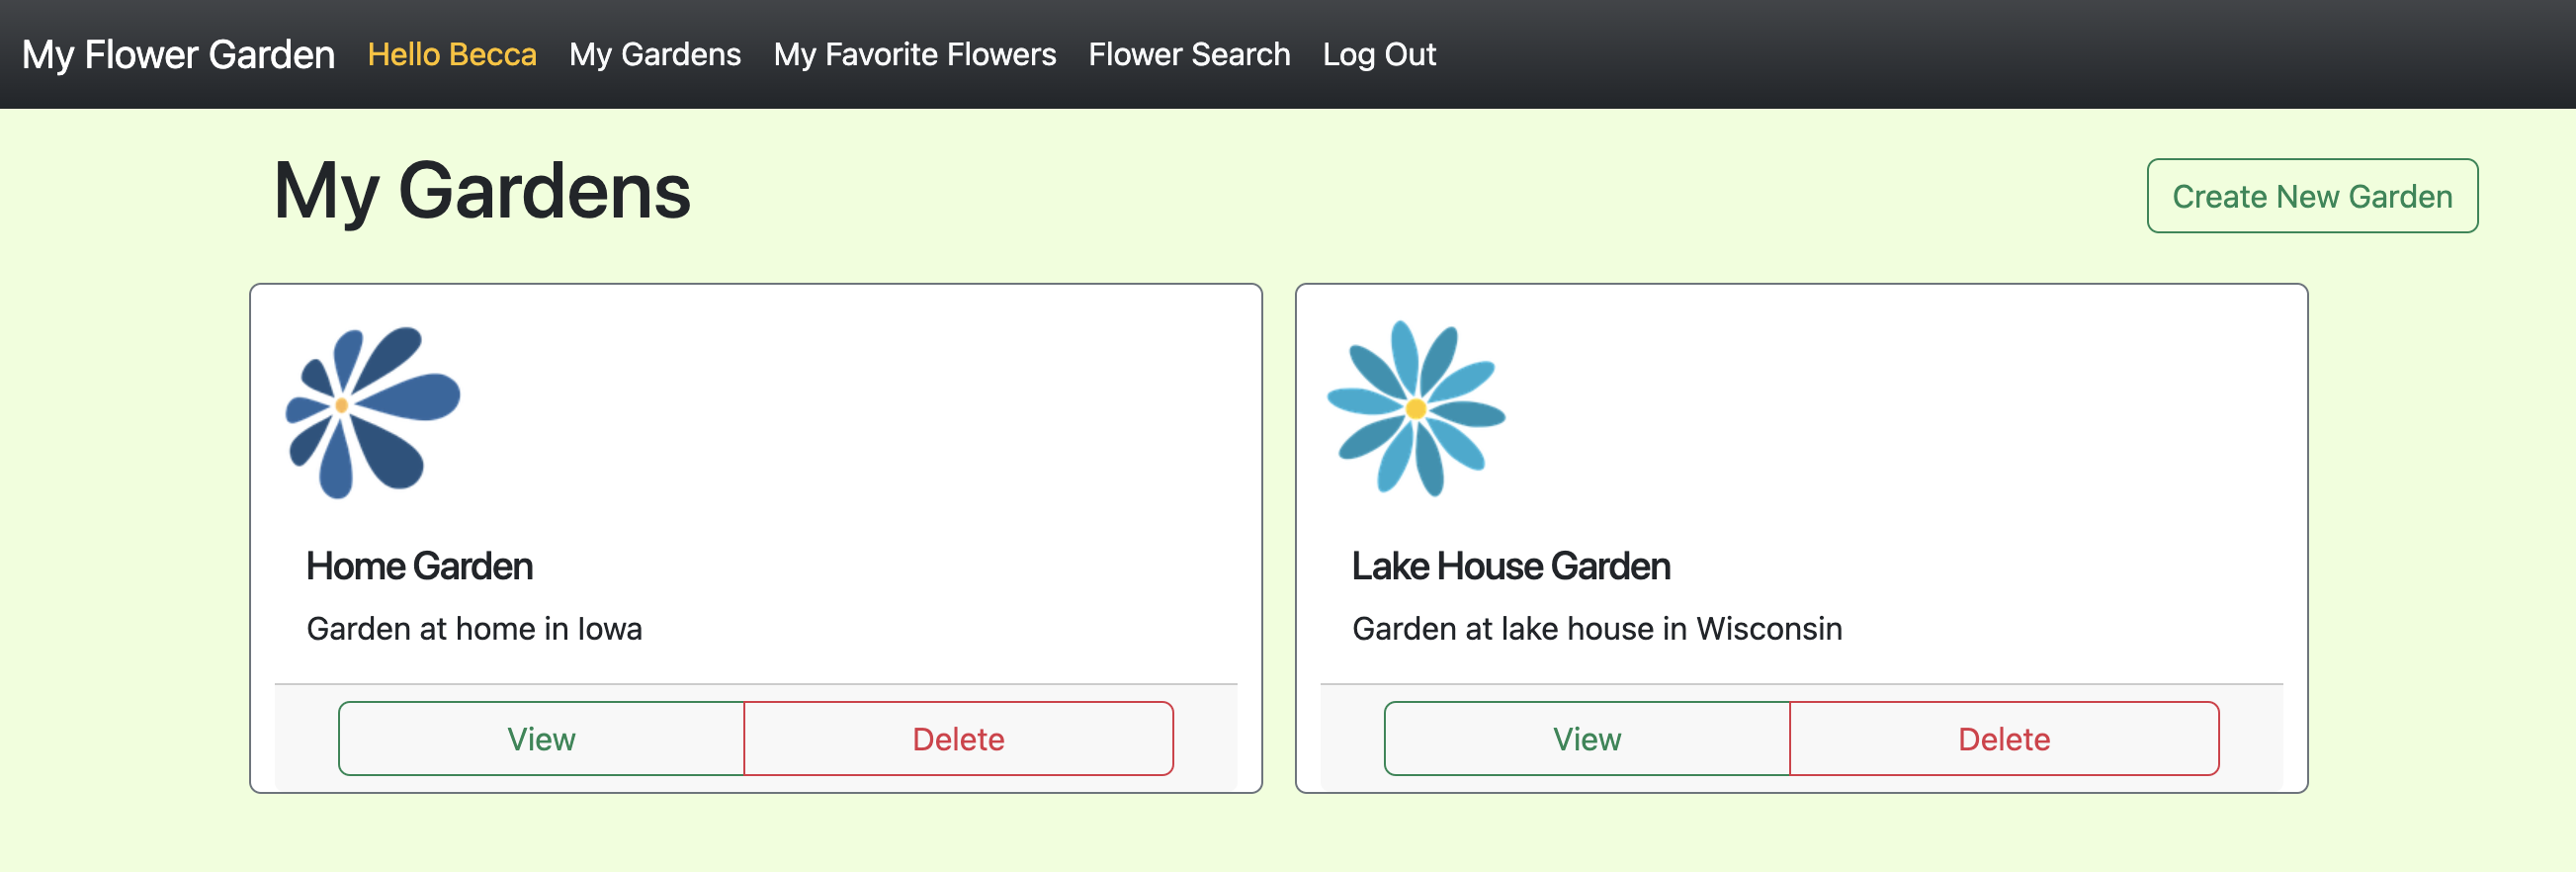 My Flower Garden Hello Becca My Gardens My Favorite Flowers Flower Search Log Out
My Gardens
Create New Garden
Home Garden
Garden at home in Iowa
View Delete
Lake House Garden
Garden at lake house in Wisconsin
View Delete